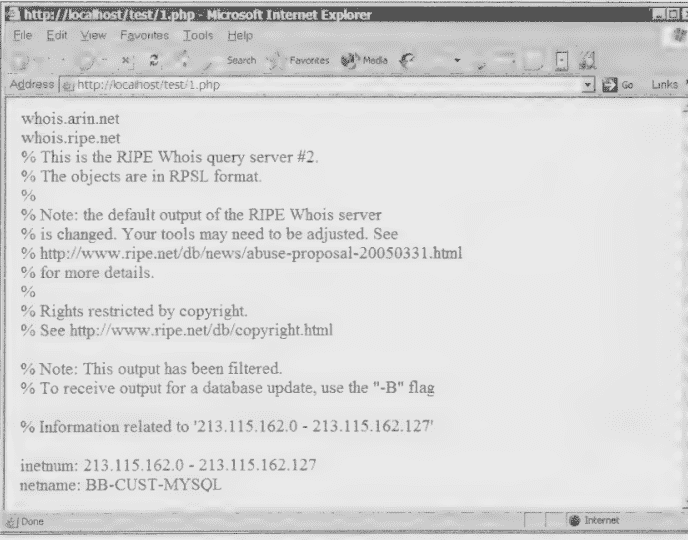 http://localhost/test/1.php - Microsoft Internet Explorer
File Edit View Favorites Tools Help
Search Favorites Media
Address http://localhost/test/1.php Go Links
whois.arin.net
whois.ripe.net
% This is the RIPE Whois query server #2.
% The objects are in RPSL format.
%
% Note: the default output of the RIPE Whois server
% is changed. Your tools may need to be adjusted. See
% http://www.ripe.net/db/news/abuse-proposal-20050331.html
% for more details.
%
% Rights restricted by copyright.
% See http://www.ripe.net/db/copyright.html
% Note: This output has been filtered.
% To receive output for a database update, use the "-B" flag
% Information related to '213.115.162.0 - 213.115.162.127'
inetnum: 213.115.162.0 - 213.115.162.127
netname: BB-CUST-MYSQL
Done Internet